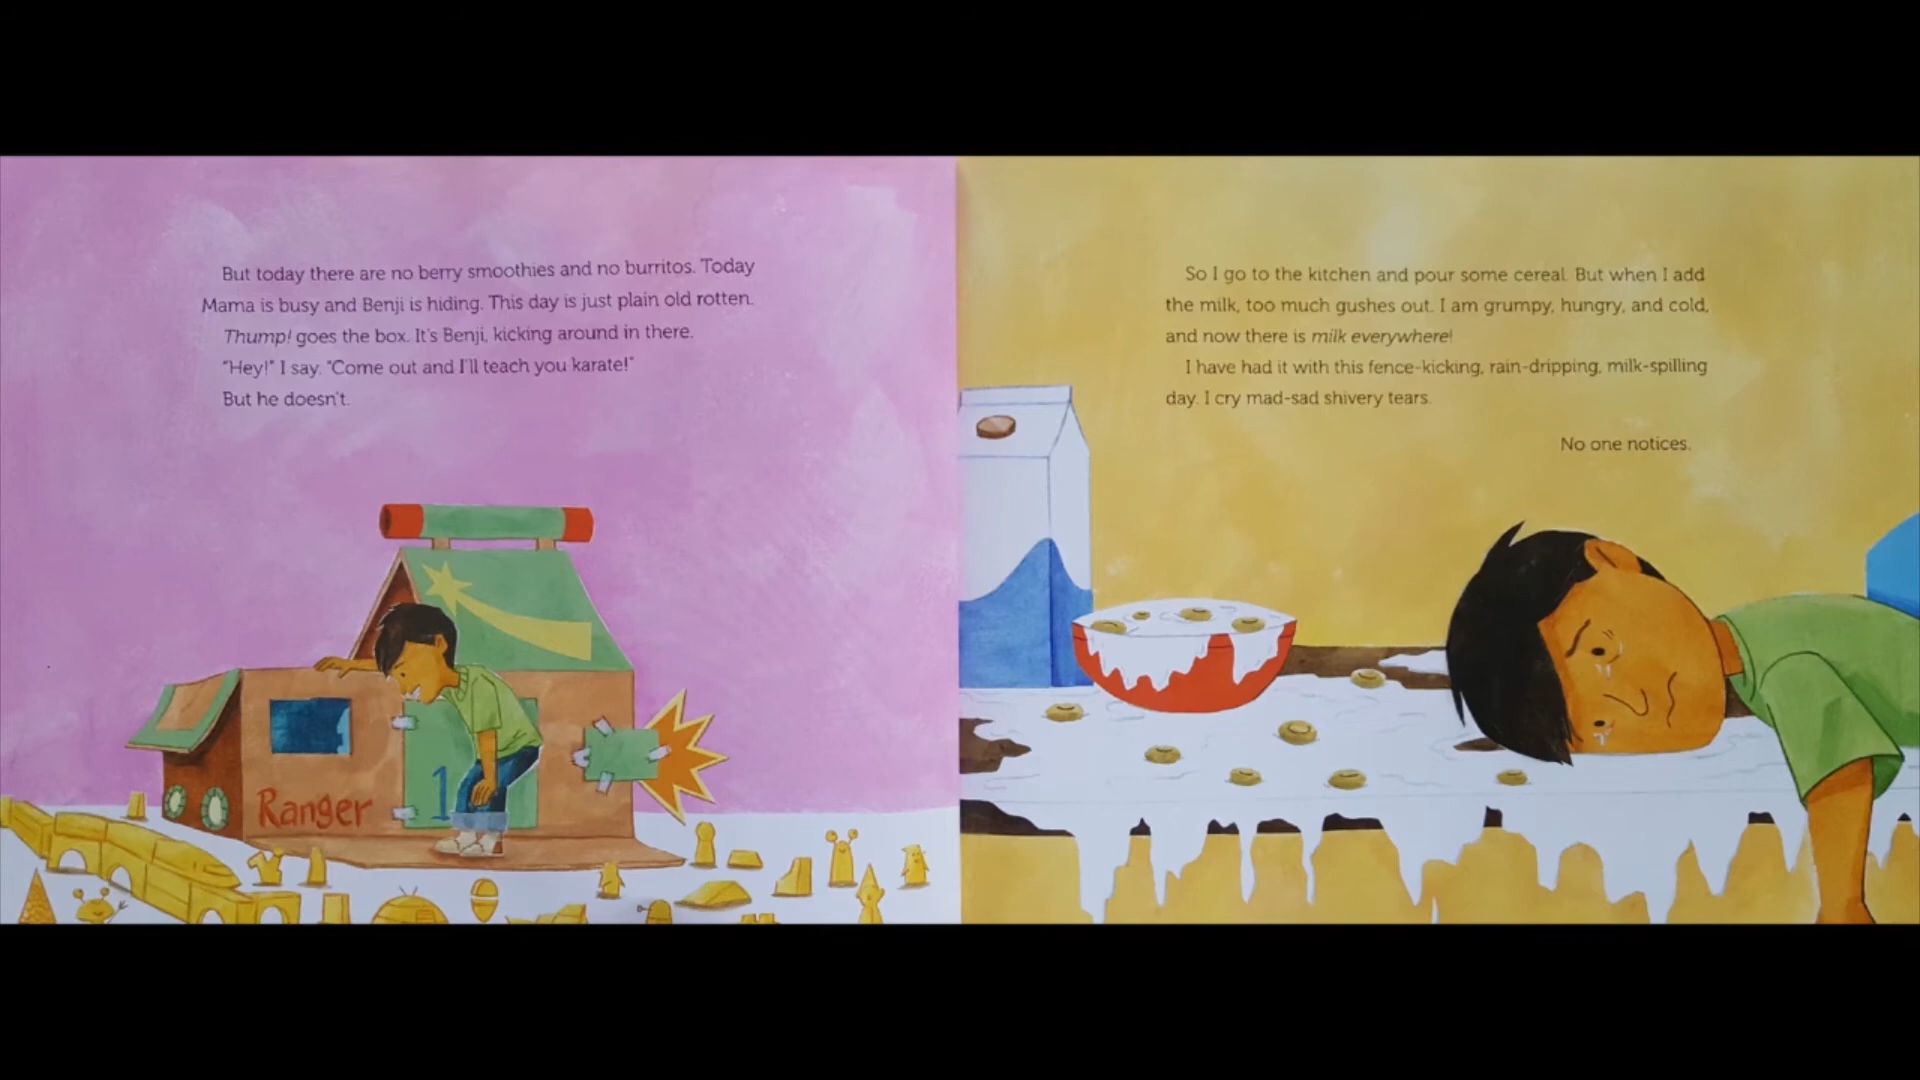 But today there are no berry smoothies and no burritos. Today
Mama is busy and Benji is hiding. This day is just plain old rotten.
Thump! goes the box. It's Benji, kicking around in there.
"Hey!" I say. "Come out and I'll teach you karate!"
But he doesn't.
Ranger
1
So I go to the kitchen and pour some cereal. But when I add
the milk, too much gushes out. I am grumpy, hungry, and cold,
and now there is milk everywhere!
I have had it with this fence-kicking, rain-dripping, milk-spilling
day. I cry mad-sad shivery tears.
No one notices.